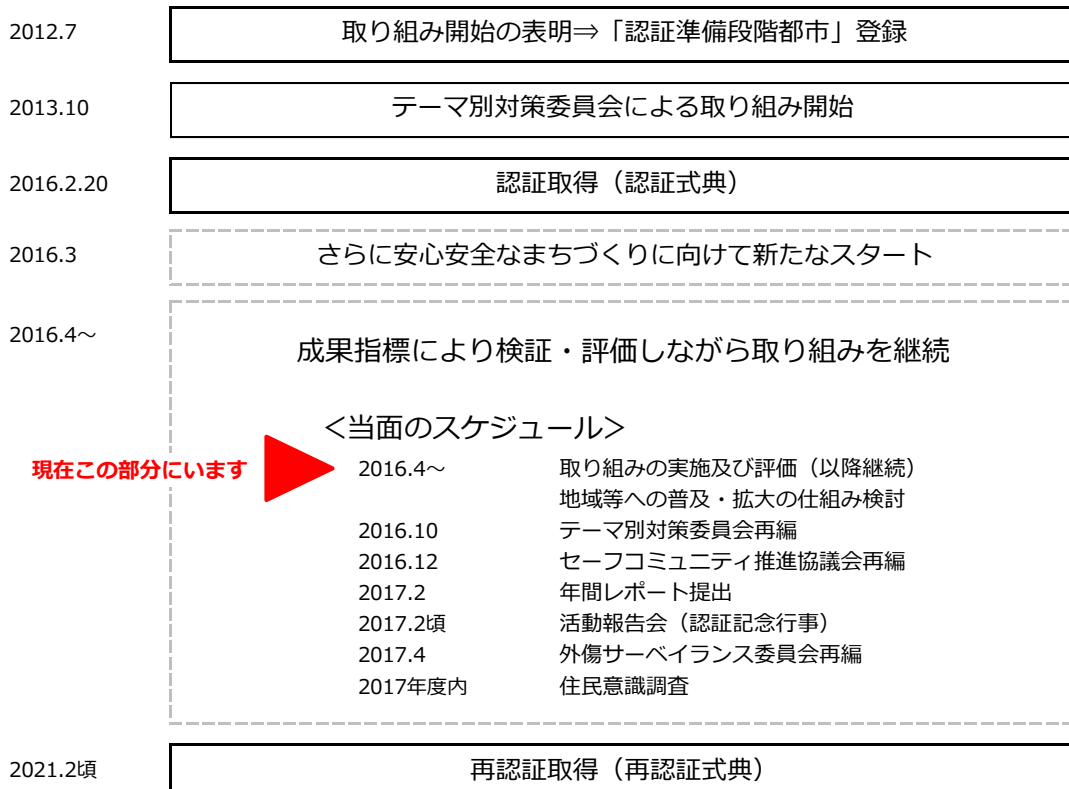 2012.7 取り組み開始の表明⇒「認証準備段階都市」登録
2013.10 テーマ別対策委員会による取り組み開始
2016.2.20 認証取得（認証式典）
2016.3 さらに安心安全なまちづくりに向けて新たなスタート
2016.4～ 成果指標により検証・評価しながら取り組みを継続
＜当面のスケジュール＞
現在この部分にいます 2016.4～ 取り組みの実施及び評価（以降継続）
地域等への普及・拡大の仕組み検討
2016.10 テーマ別対策委員会再編
2016.12 セーフコミュニティ推進協議会再編
2017.2 年間レポート提出
2017.2頃 活動報告会（認証記念行事）
2017.4 外傷サーベイランス委員会再編
2017年度内 住民意識調査
2021.2頃 再認証取得（再認証式典）